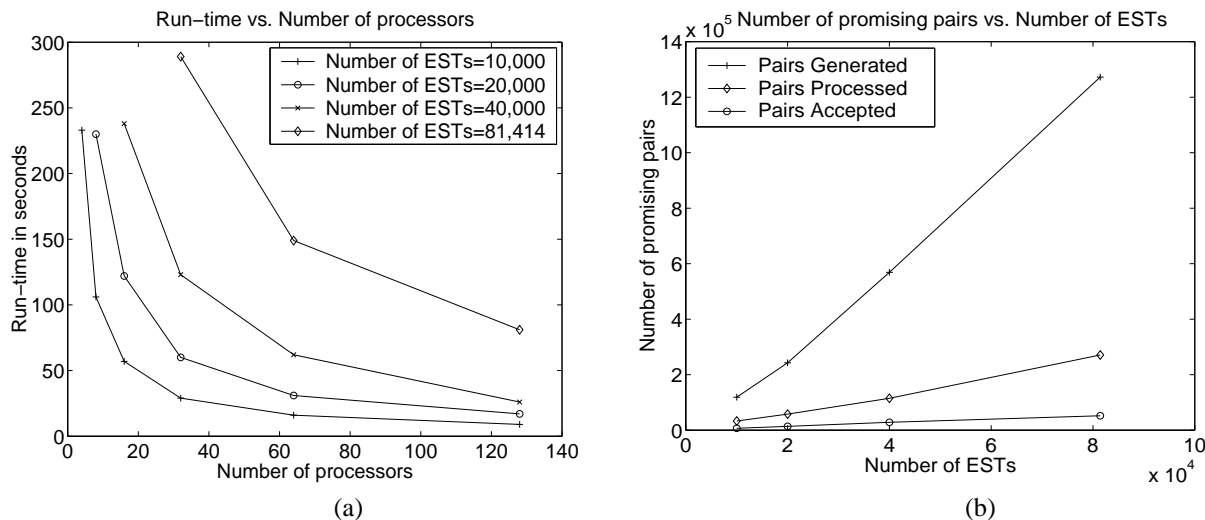 Run−time vs. Number of processors
300
250
200
150
100
50
0
Run−time in seconds
Number of ESTs=10,000
Number of ESTs=20,000
Number of ESTs=40,000
Number of ESTs=81,414
0 20 40 60 80 100 120 140
Number of processors
(a)
x 10^5 Number of promising pairs vs. Number of ESTs
14
12
10
8
6
4
2
0
Number of promising pairs
Pairs Generated
Pairs Processed
Pairs Accepted
0 2 4 6 8 10
Number of ESTs
x 10^4
(b)